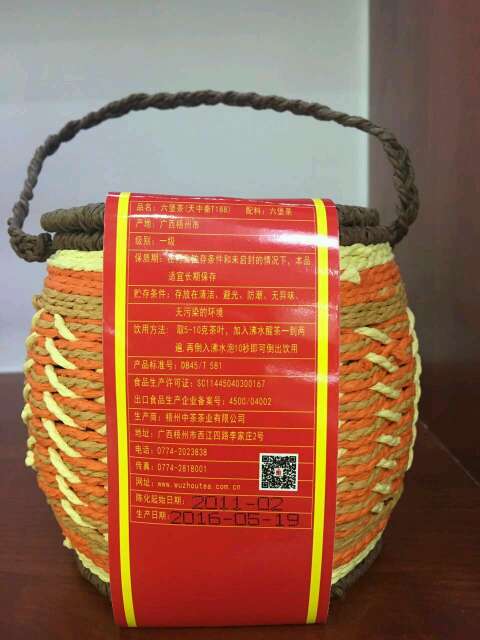 品名：六堡茶(天中秦T188) 配料：六堡茶
产地：广西梧州市
级别：一级
保质期：在符合贮存条件和未启封的情况下，本品
适宜长期保存
贮存条件：存放在清洁、避光、防潮、无异味、
无污染的环境
饮用方法： 取5-10克茶叶，加入沸水醒茶一到两
遍，再倒入沸水泡10秒即可倒出饮用
产品标准号：DB45/T 581
食品生产许可证：SC11445040300167
出口食品生产企业备案号：4500/04002
生产商：梧州中茶茶业有限公司
地址：广西梧州市西江四路李家庄2号
电话：0774-2023838
传真：0774-2818001
网址：www.wuzhoutea.com.cn
陈化起始日期：2011-02
生产日期：2016-05-19